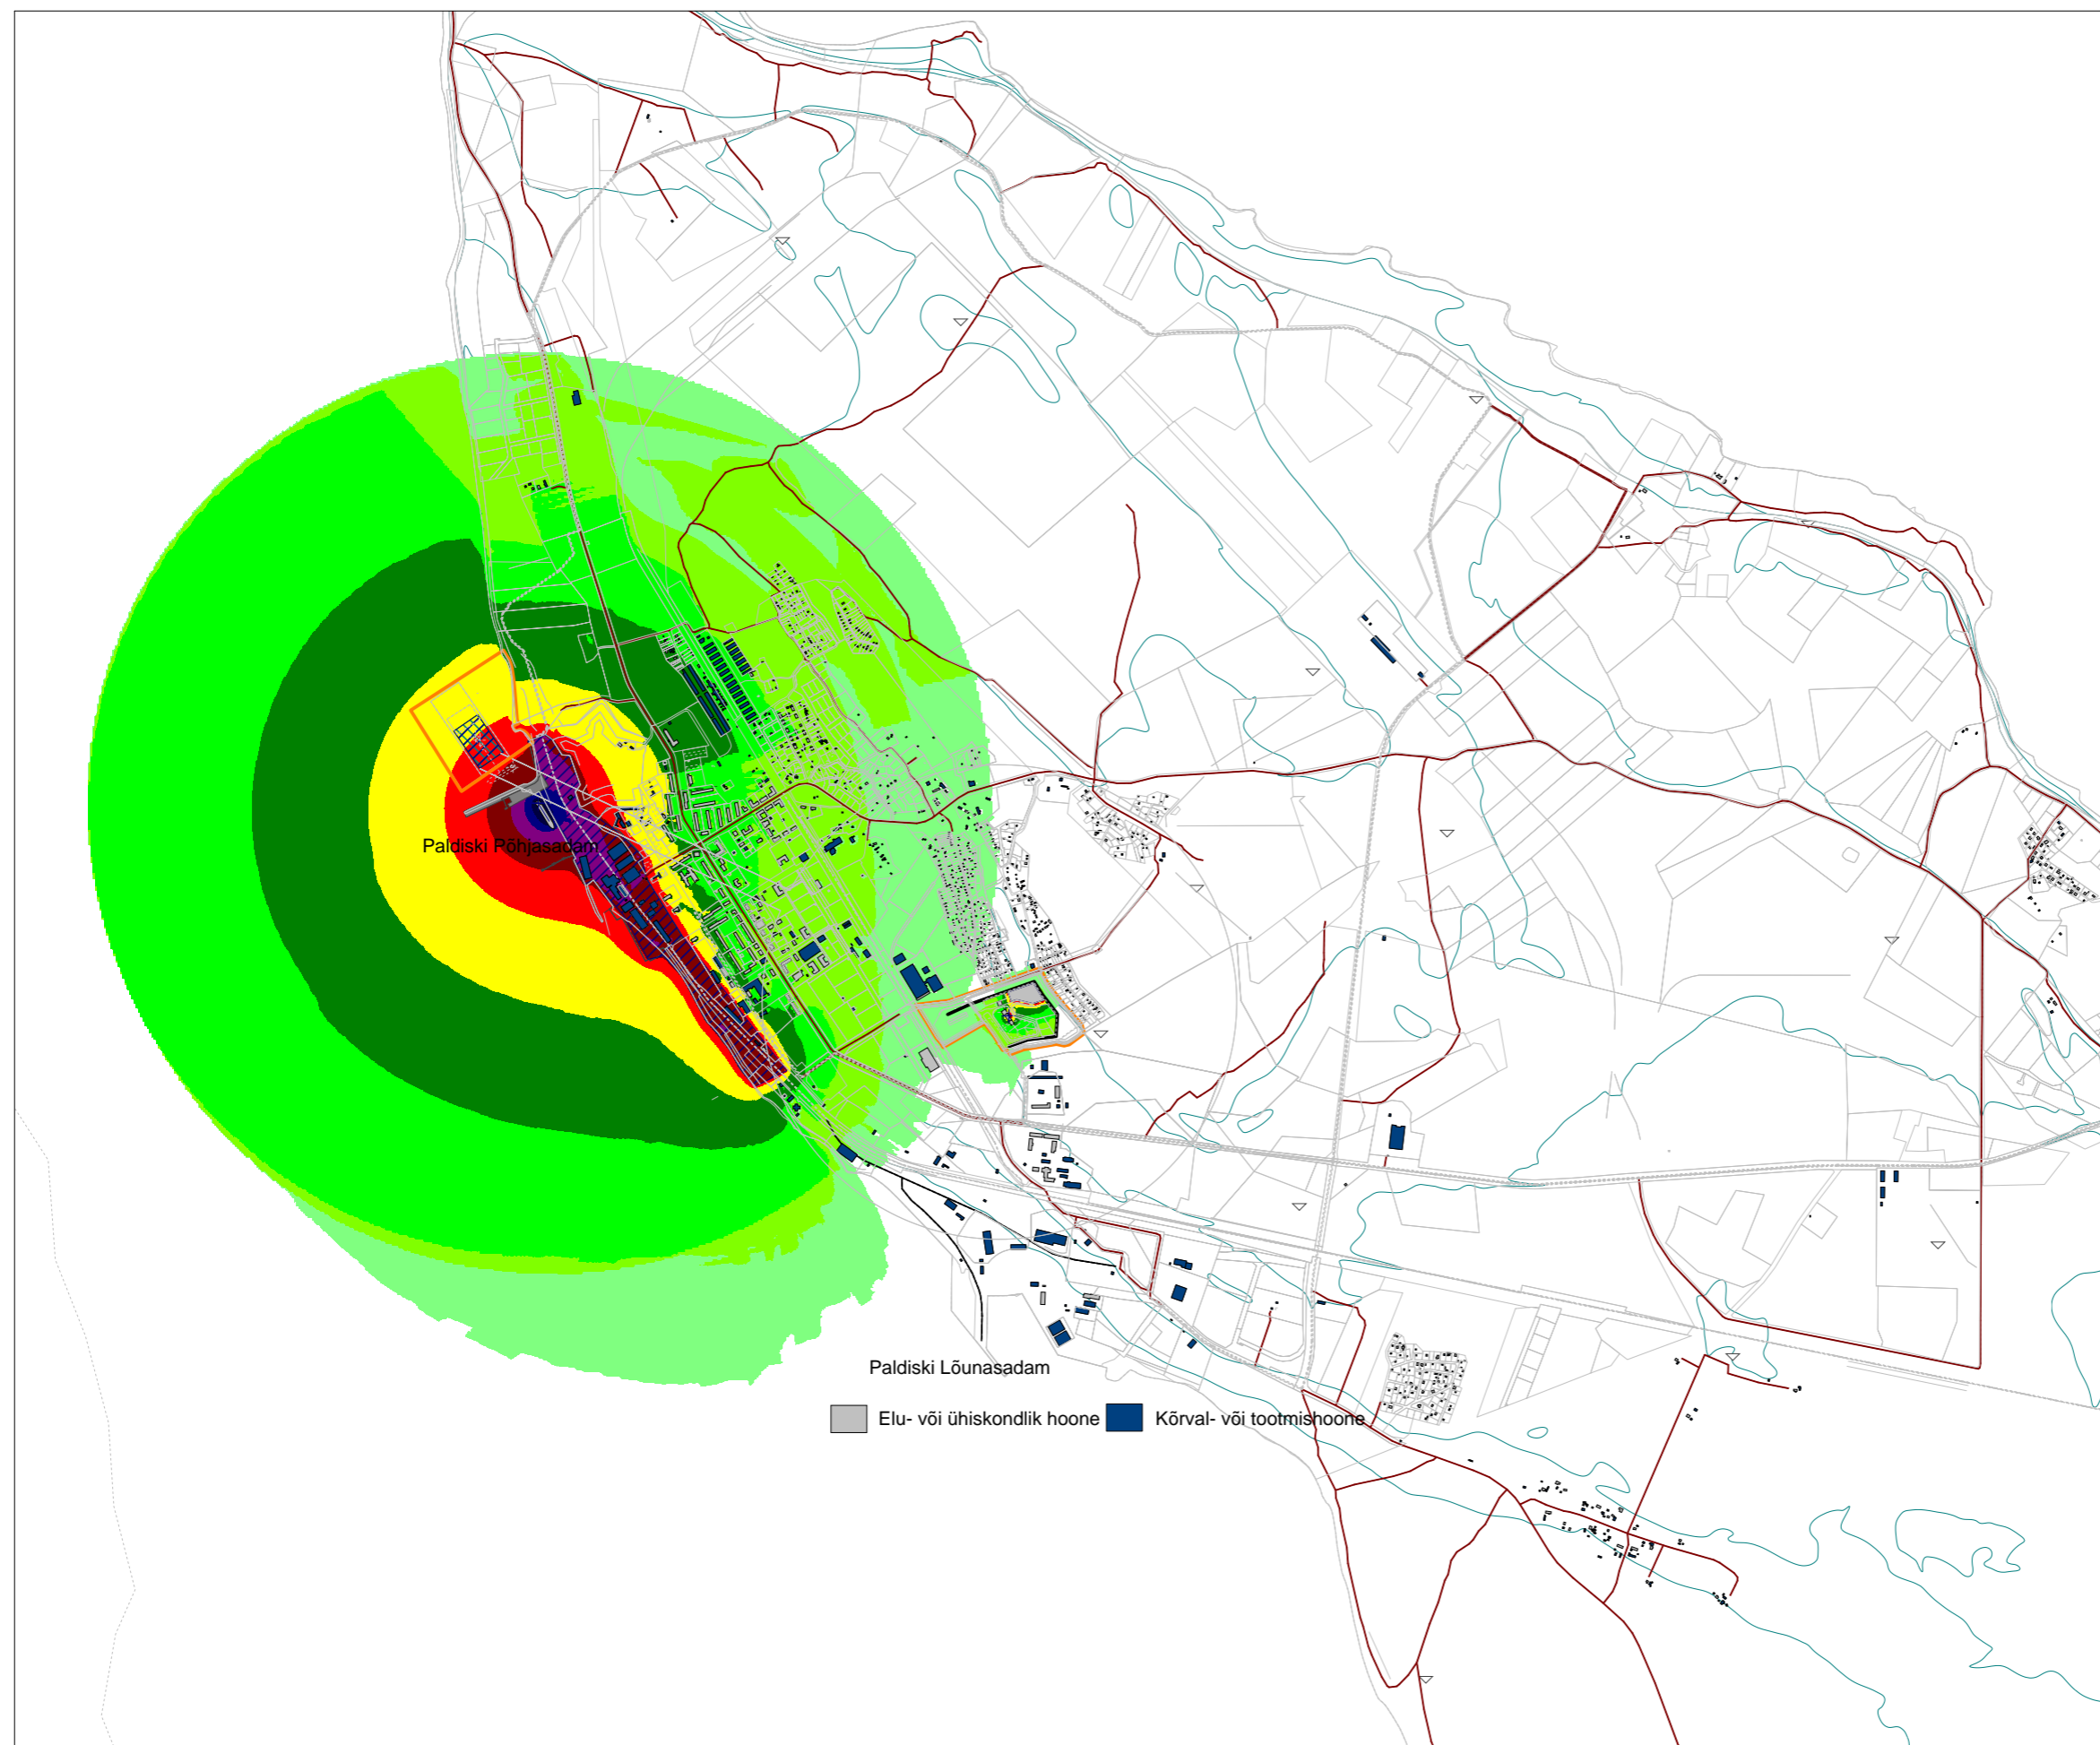 Paldiski Põhjasadam
Paldiski Lõunasadam
Elu- või ühiskondlik hoone
Kõrval- või tootmishoone